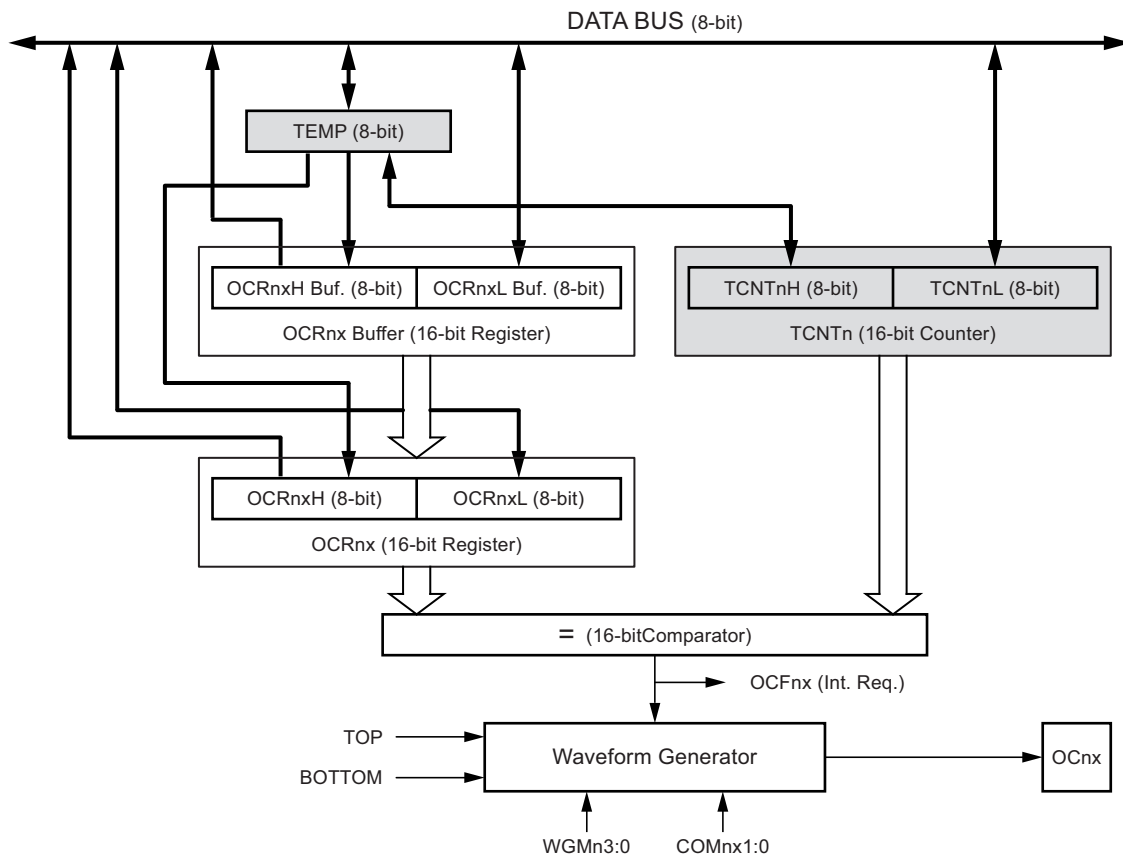 DATA BUS (8-bit)
TEMP (8-bit)
OCRnxH Buf. (8-bit)
OCRnxL Buf. (8-bit)
OCRnx Buffer (16-bit Register)
TCNTnH (8-bit)
TCNTnL (8-bit)
TCNTn (16-bit Counter)
OCRnxH (8-bit)
OCRnxL (8-bit)
OCRnx (16-bit Register)
= (16-bitComparator)
OCFnx (Int. Req.)
TOP
BOTTOM
Waveform Generator
OCnx
WGMn3:0
COMnx1:0